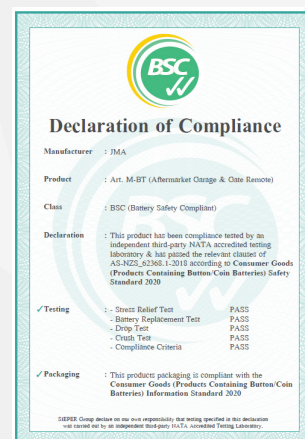 BSC
Declaration of Compliance
Manufacturer : JMA
Product : Art. M-BT (Aftermarket Garage & Gate Remote)
Class : BSC (Battery Safety Compliant)
Declaration : This product has been compliance tested by an
independent third-party NATA accredited testing
laboratory & has passed the relevant clauses of
AS-NZS_62368.1-2018 according to Consumer Goods
(Products Containing Button/Coin Batteries) Safety
Standard 2020
✓Testing : - Stress Relief Test PASS
- Battery Replacement Test PASS
- Drop Test PASS
- Crush Test PASS
- Compliance Criteria PASS
✓Packaging : This products packaging is compliant with the
Consumer Goods (Products Containing Button/Coin
Batteries) Information Standard 2020
SIEPER Group declare on our own responsibility that testing specified in this declaration
was carried out by an independent third-party NATA Accredited Testing Laboratory.